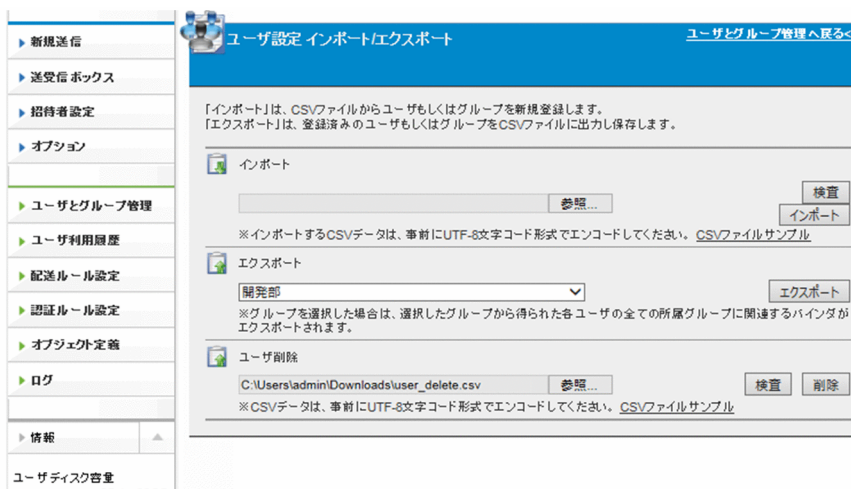 新規送信
送受信ボックス
招待者設定
オプション
ユーザとグループ管理
ユーザ利用履歴
配送ルール設定
認証ルール設定
オブジェクト定義
ログ
情報
ユーザディスク容量
ユーザ設定 インポート/エクスポート
ユーザとグループ管理へ戻る<
「インポート」は、CSVファイルからユーザもしくはグループを新規登録します。
「エクスポート」は、登録済みのユーザもしくはグループをCSVファイルに出力し保存します。
インポート
参照...
検査
インポート
※インポートするCSVデータは、事前にUTF-8文字コード形式でエンコードしてください。 CSVファイルサンプル
エクスポート
開発部
エクスポート
※グループを選択した場合は、選択したグループから得られた各ユーザの全ての所属グループに関連するバインダが
エクスポートされます。
ユーザ削除
C:\Users\admin\Downloads\user_delete.csv
参照...
検査
削除
※CSVデータは、事前にUTF-8文字コード形式でエンコードしてください。 CSVファイルサンプル